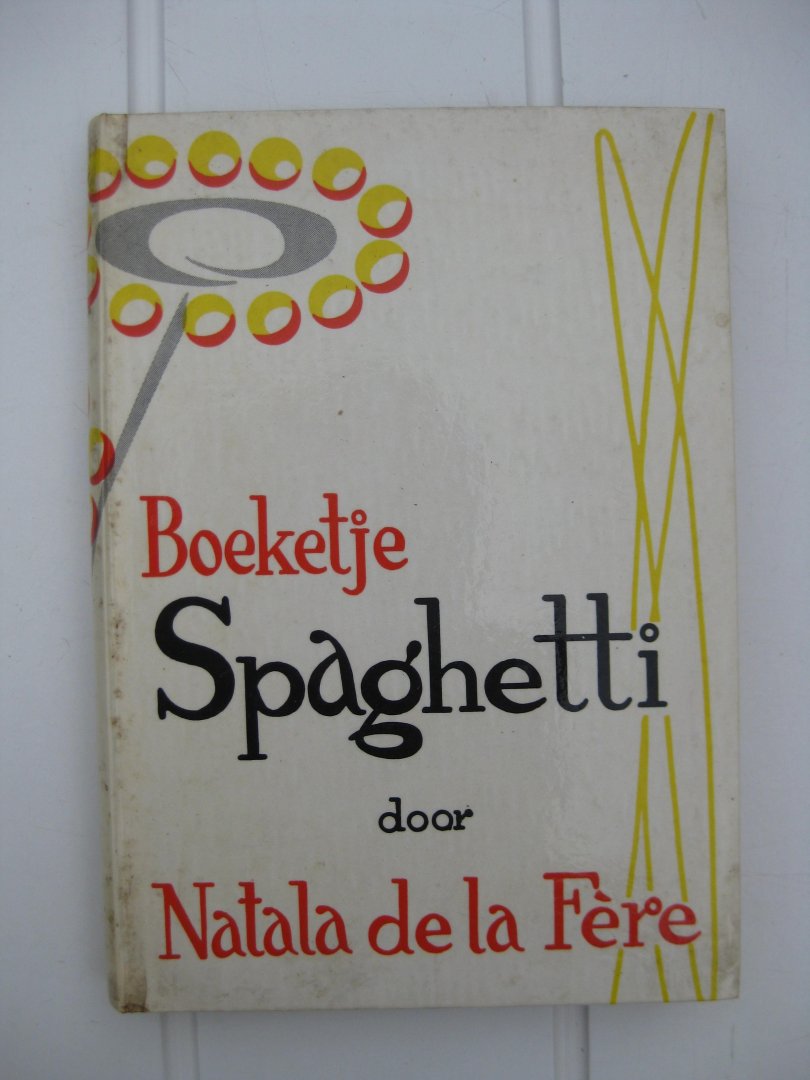 Boeketje
Spaghetti
door
Natala de la Fère